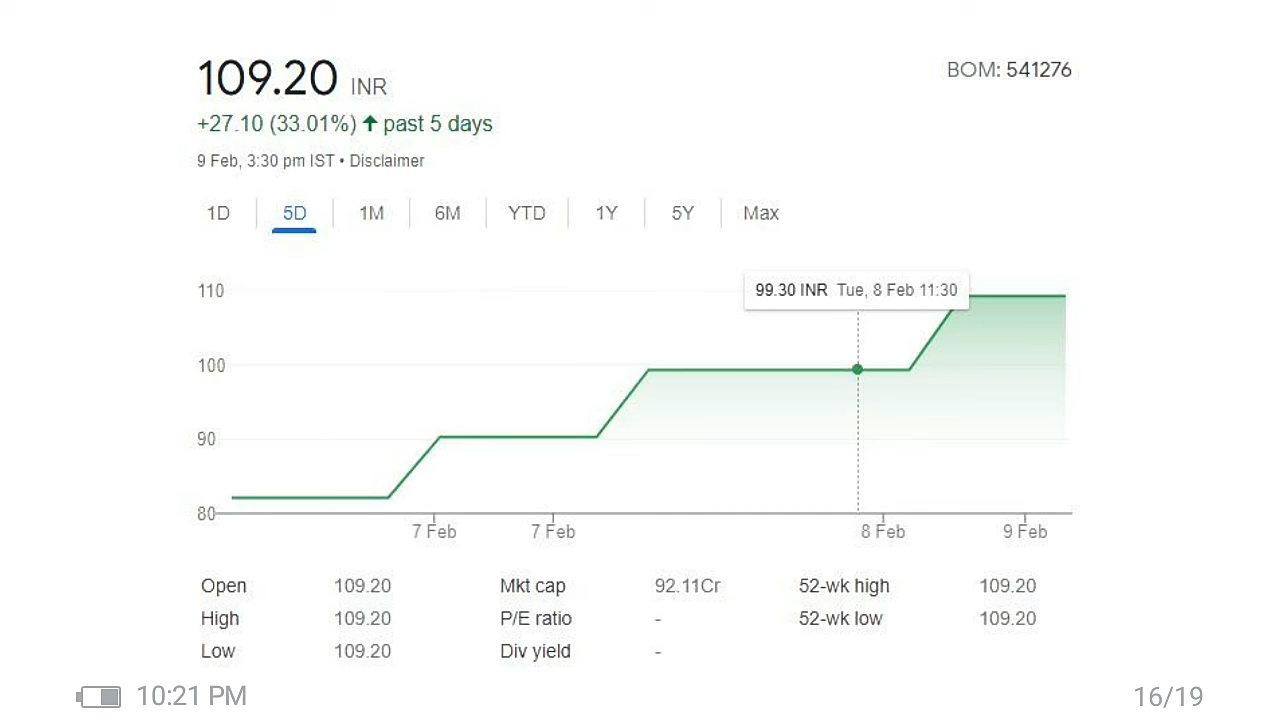 109.20 INR
BOM: 541276
+27.10 (33.01%) ↑ past 5 days
9 Feb, 3:30 pm IST • Disclaimer
1D 5D 1M 6M YTD 1Y 5Y Max
99.30 INR Tue, 8 Feb 11:30
110
100
90
80
7 Feb 7 Feb 8 Feb 9 Feb
Open 109.20 Mkt cap 92.11Cr 52-wk high 109.20
High 109.20 P/E ratio - 52-wk low 109.20
Low 109.20 Div yield -
10:21 PM 16/19